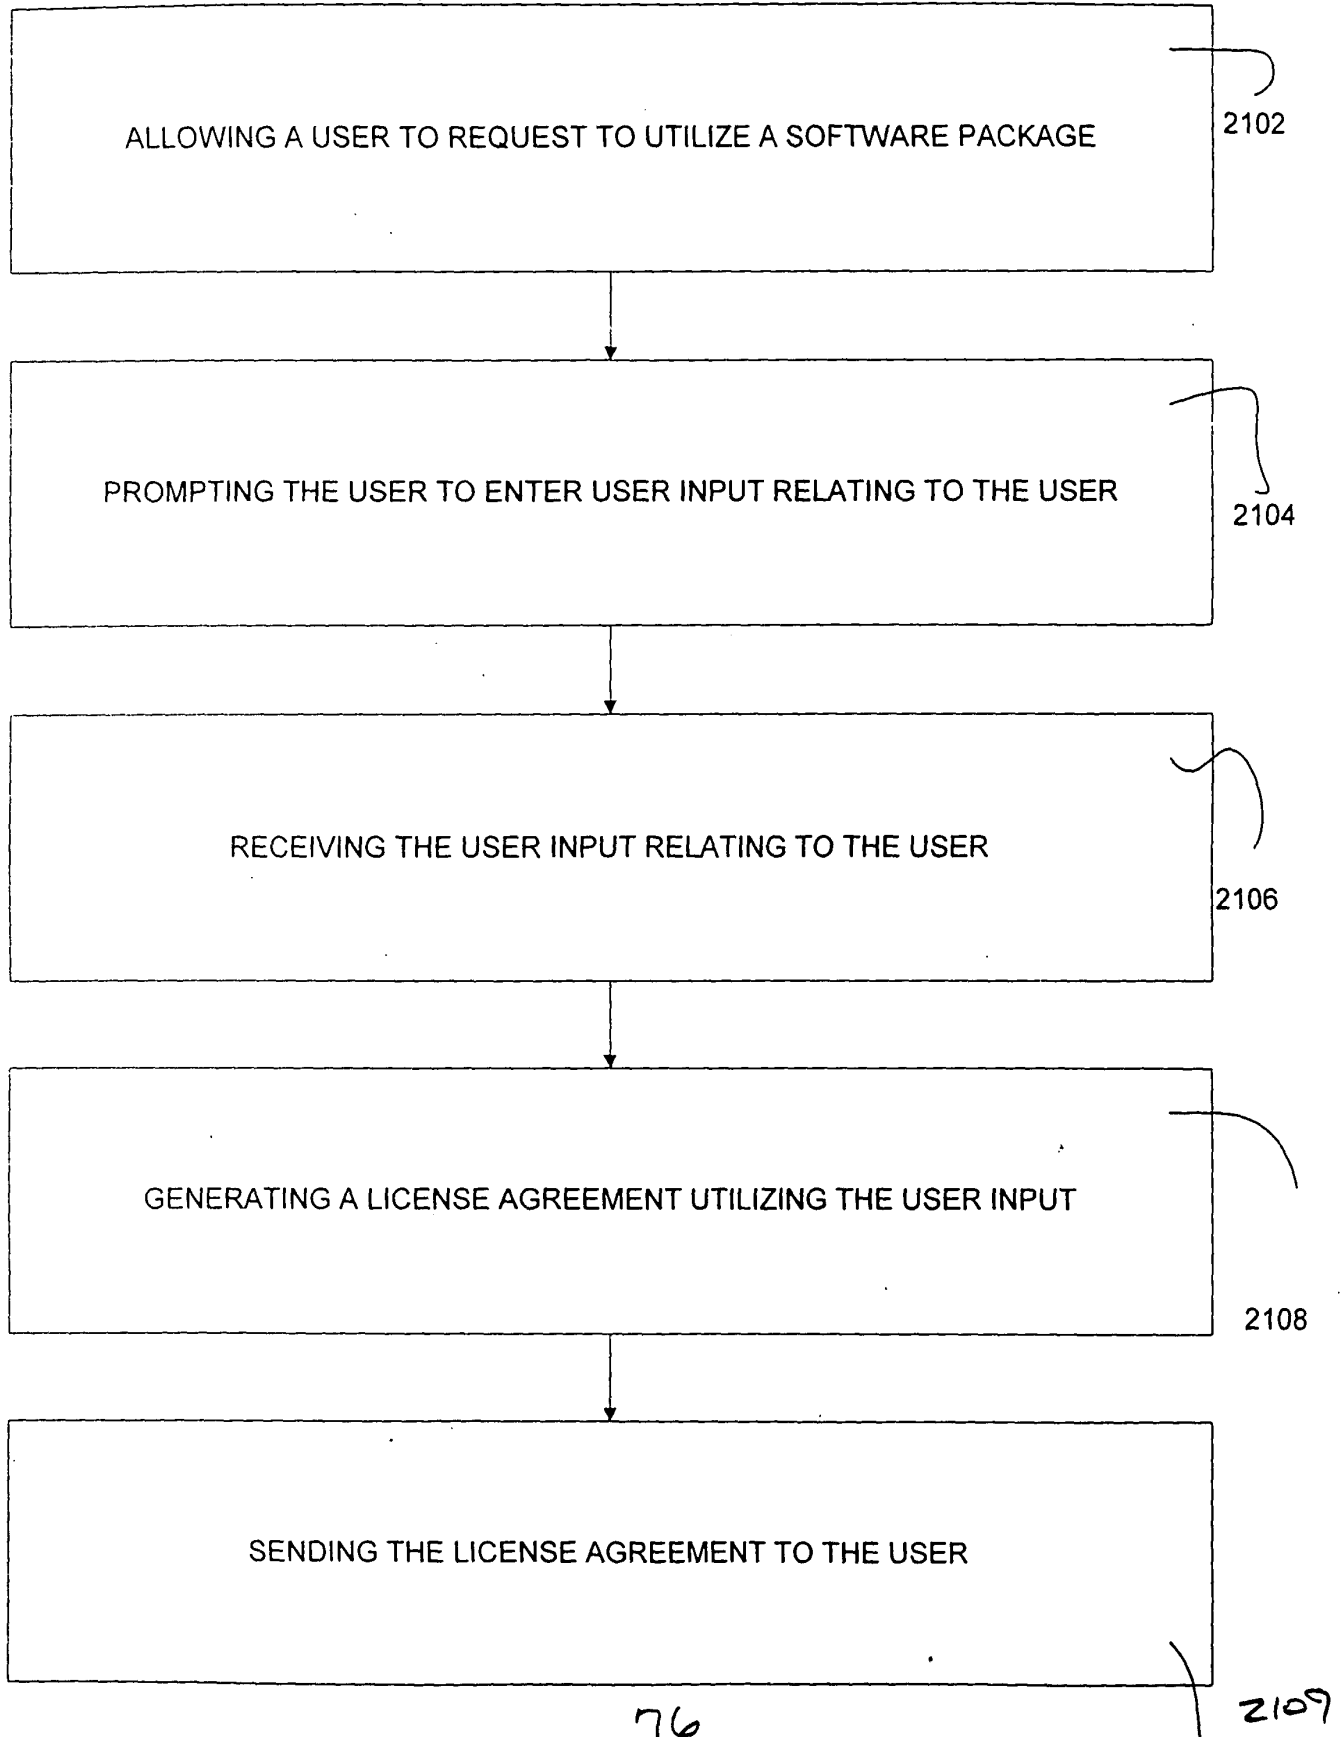 ALLOWING A USER TO REQUEST TO UTILIZE A SOFTWARE PACKAGE
2102
PROMPTING THE USER TO ENTER USER INPUT RELATING TO THE USER
2104
RECEIVING THE USER INPUT RELATING TO THE USER
2106
GENERATING A LICENSE AGREEMENT UTILIZING THE USER INPUT
2108
SENDING THE LICENSE AGREEMENT TO THE USER
2109
76